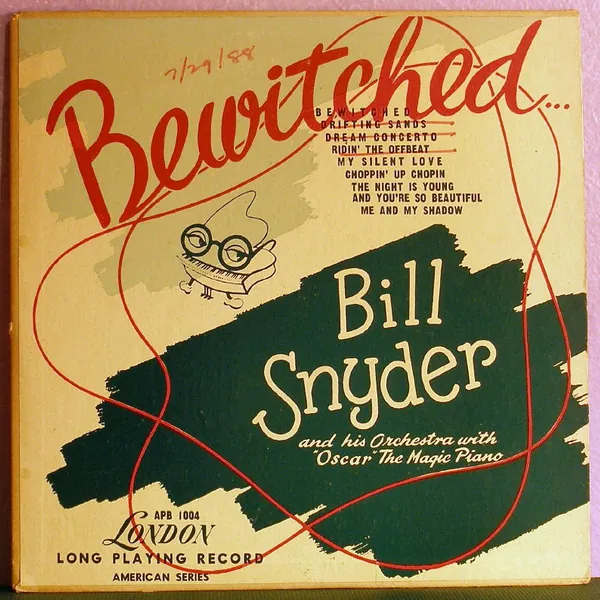 7/29/88
Bewitched...
BEWITCHED
DRIFTING SANDS
DREAM CONCERTO
RIDIN' THE OFFBEAT
MY SILENT LOVE
CHOPPIN' UP CHOPIN
THE NIGHT IS YOUNG
AND YOU'RE SO BEAUTIFUL
ME AND MY SHADOW
Bill
Snyder
and his Orchestra with
"Oscar" The Magic Piano
APB 1004
LONDON
LONG PLAYING RECORD
AMERICAN SERIES